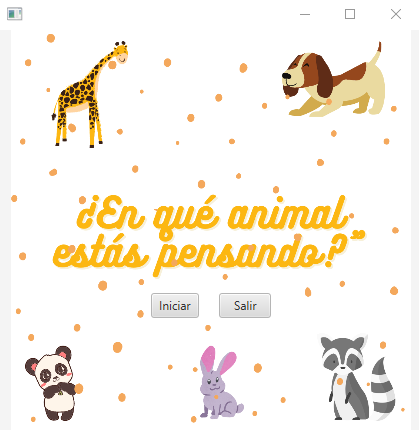 ¿En qué animal
estás pensando?"
Iniciar
Salir